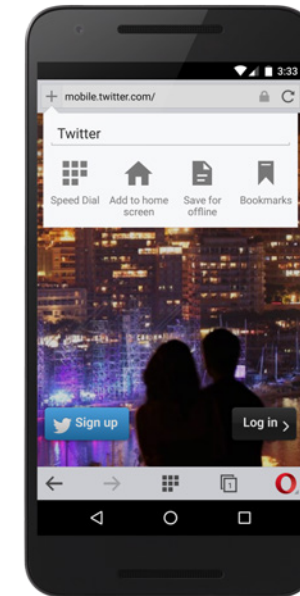 3:33
mobile.twitter.com/
Twitter
Speed Dial
Add to home
screen
Save for
offline
Bookmarks
Sign up
Log in
1